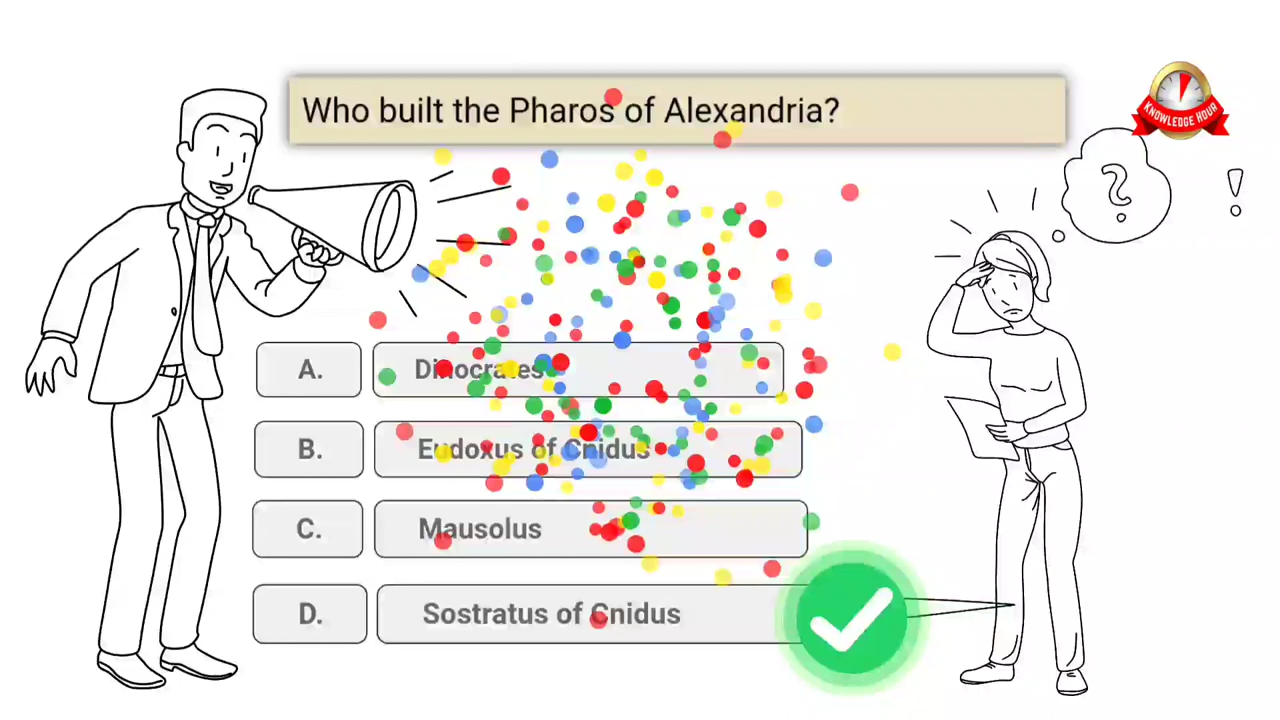 Who built the Pharos of Alexandria?
KNOWLEDGE HOUR
?
!
A. Dinocrates
B. Eudoxus of Cnidus
C. Mausolus
D. Sostratus of Cnidus